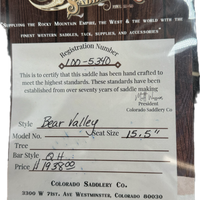 "Supplying the Rocky Mountain Empire, the West & the world with the
finest western saddles, tack, supplies, and accessories"
Registration Number
100-5340
This is to certify that this saddle has been hand crafted to
meet the highest standards. These standards have been
established from over seventy years of saddle making
President
Colorado Saddlery Co
Style Bear Valley
Model No. Seat Size 15.5"
Tree
Bar Style QH
Price $1938.00
Colorado Saddlery Co.
3309 W 71st. Ave Westminster, Colorado 80030